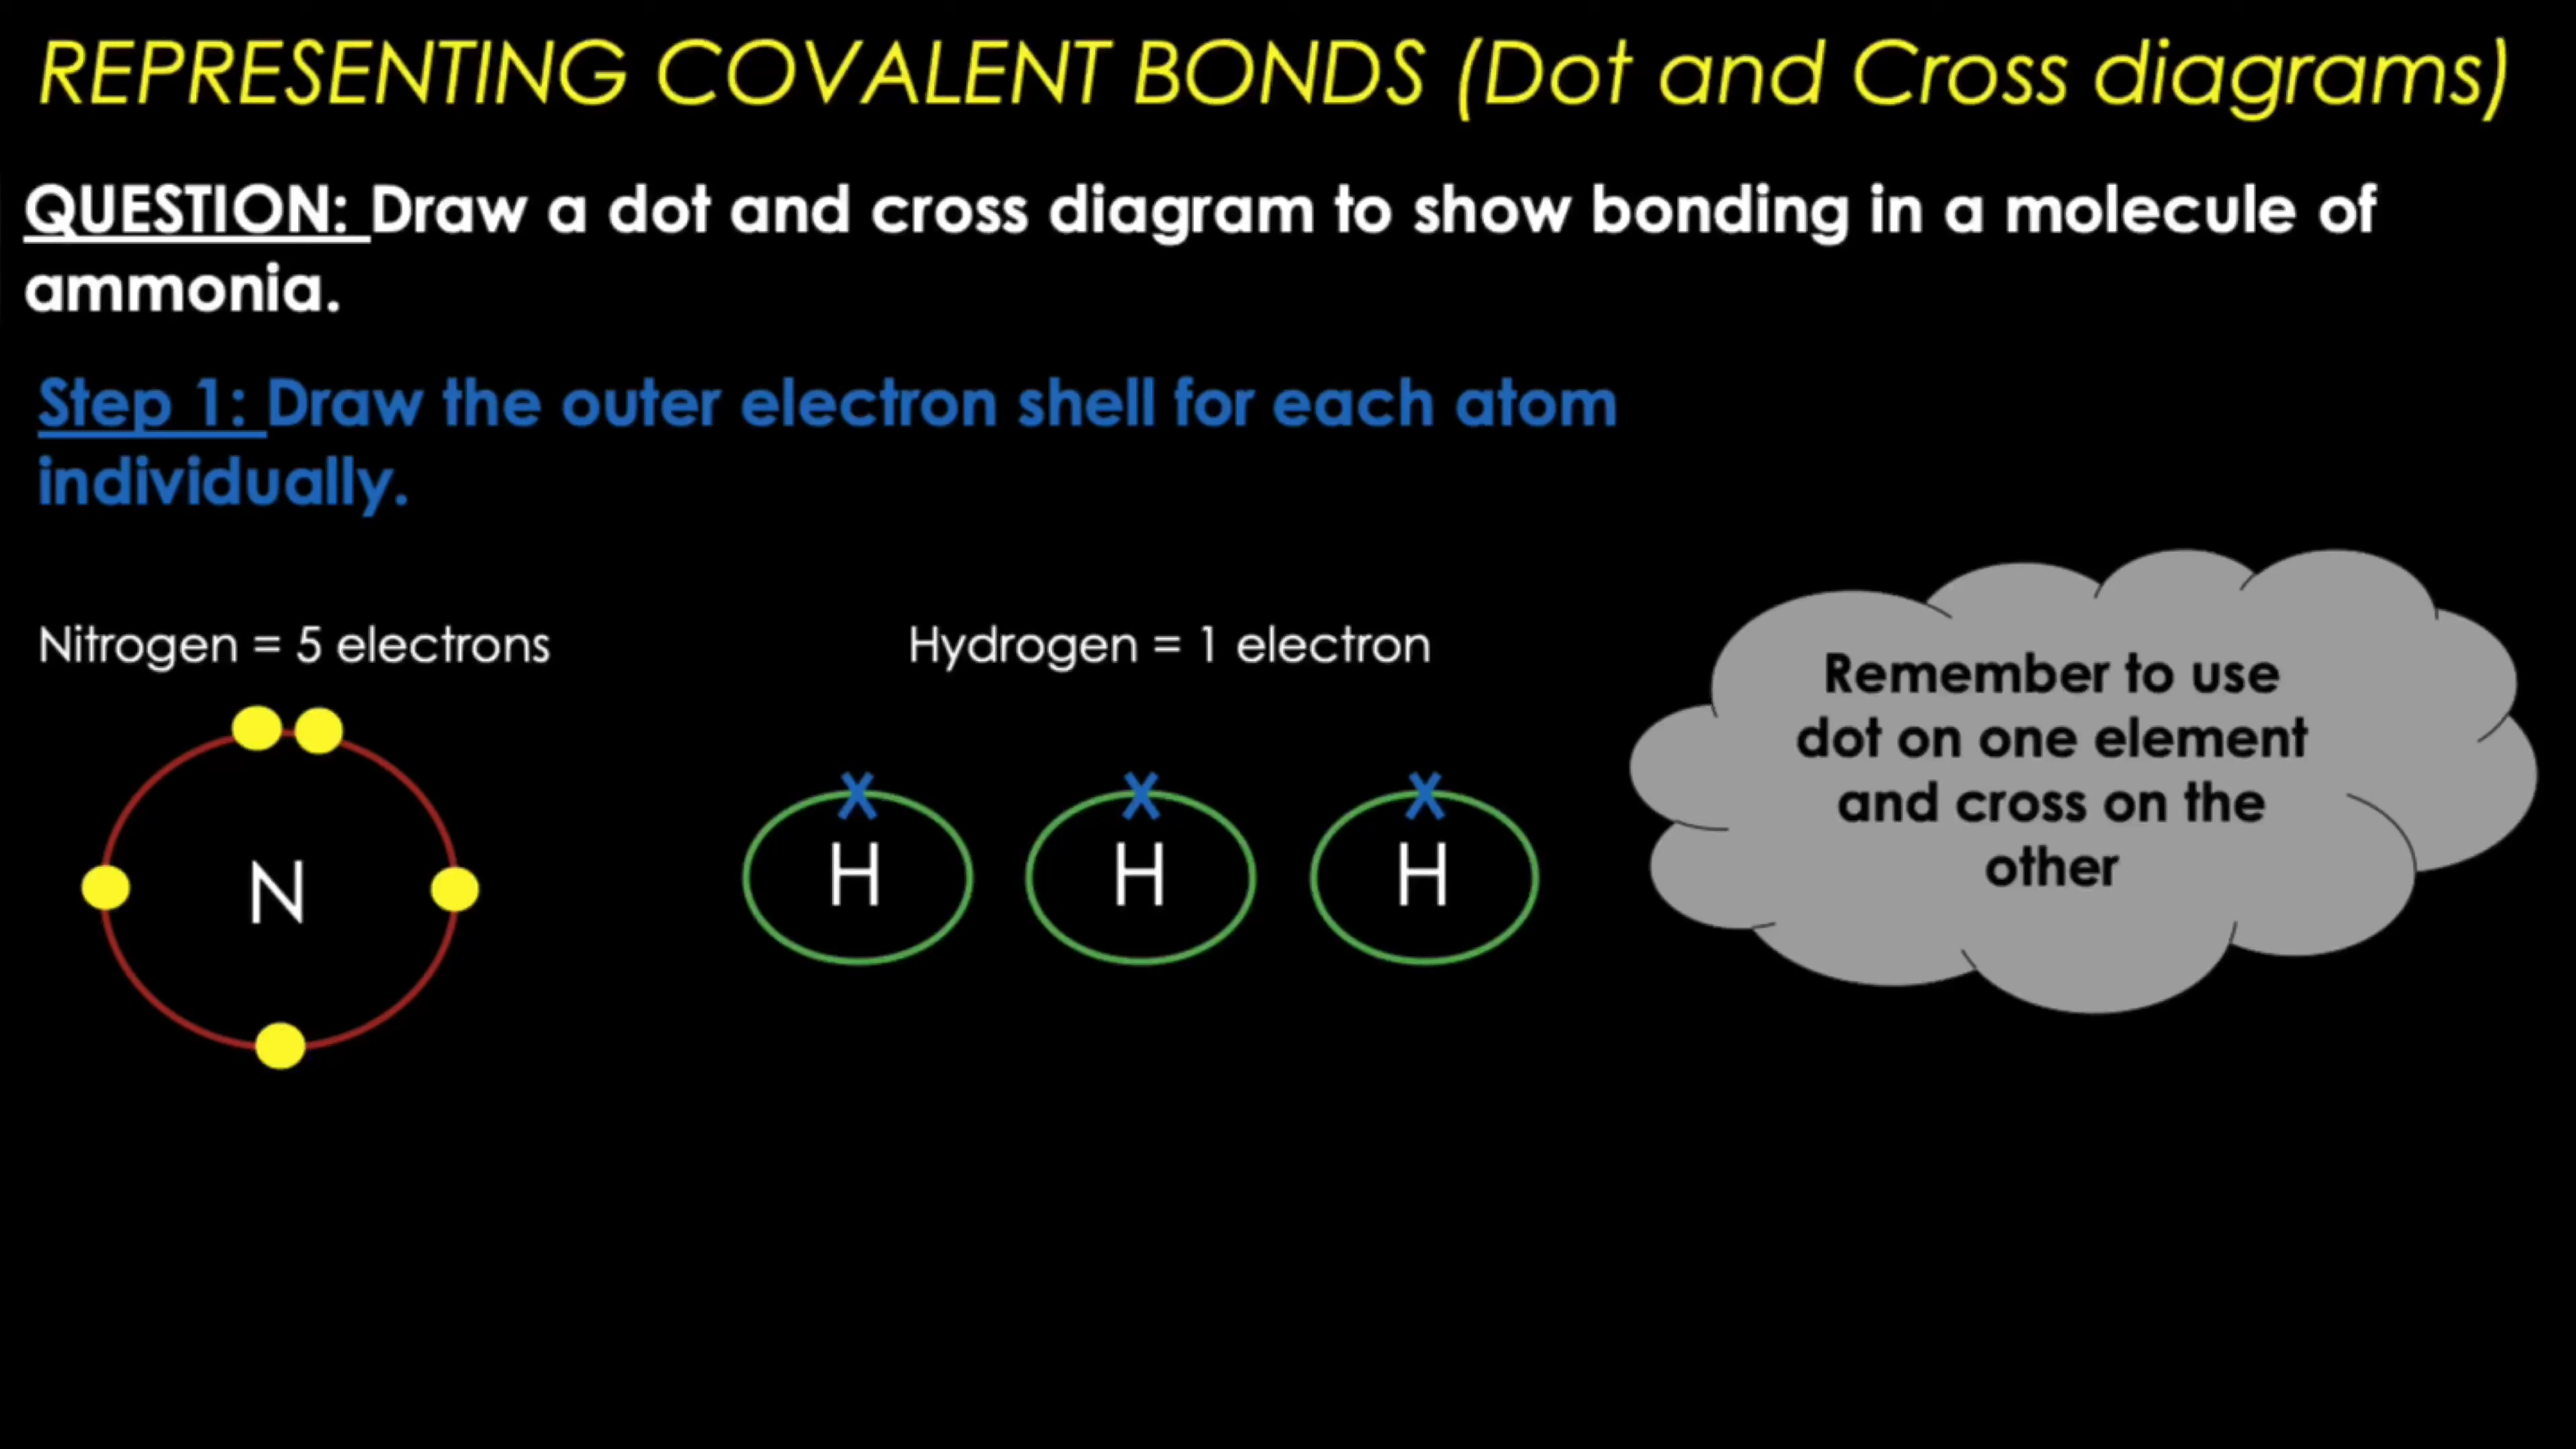 REPRESENTING COVALENT BONDS (Dot and Cross diagrams)
QUESTION: Draw a dot and cross diagram to show bonding in a molecule of
ammonia.
Step 1: Draw the outer electron shell for each atom
individually.
Nitrogen = 5 electrons
Hydrogen = 1 electron
N
X X X
H H H
Remember to use
dot on one element
and cross on the
other